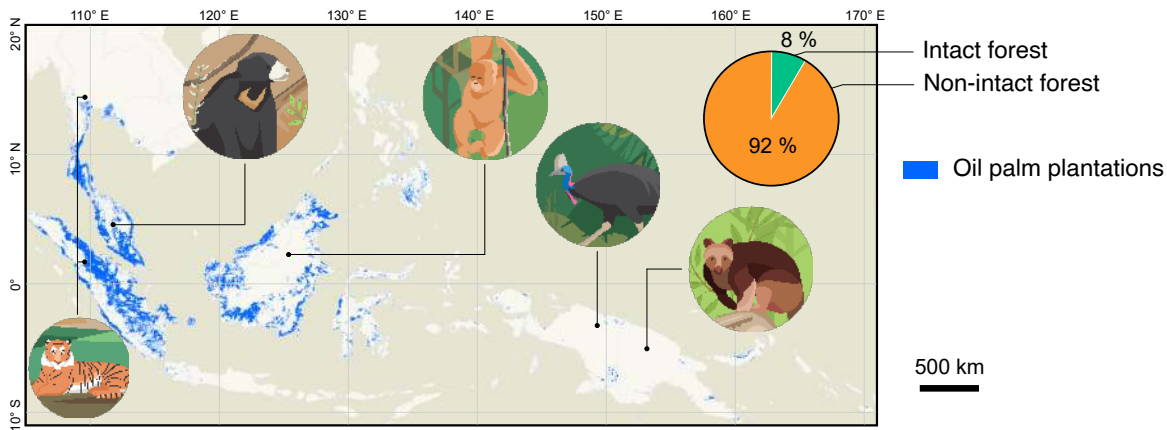 110° E 120° E 130° E 140° E 150° E 160° E 170° E
20° N
8 %
Intact forest
Non-intact forest
92 %
10° N
Oil palm plantations
0°
500 km
10° S